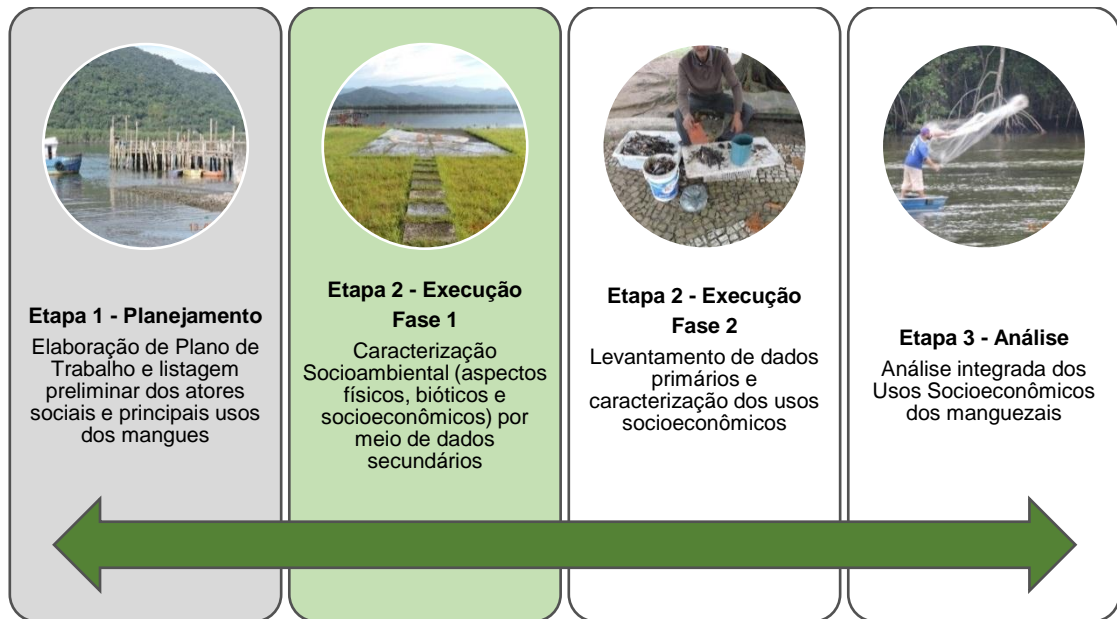 Etapa 1 - Planejamento
Elaboração de Plano de
Trabalho e listagem
preliminar dos atores
sociais e principais usos
dos mangues
Etapa 2 - Execução
Fase 1
Caracterização
Socioambiental (aspectos
físicos, bióticos e
socioeconômicos) por
meio de dados
secundários
Etapa 2 - Execução
Fase 2
Levantamento de dados
primários e
caracterização dos usos
socioeconômicos
Etapa 3 - Análise
Análise integrada dos
Usos Socioeconômicos
dos manguezais